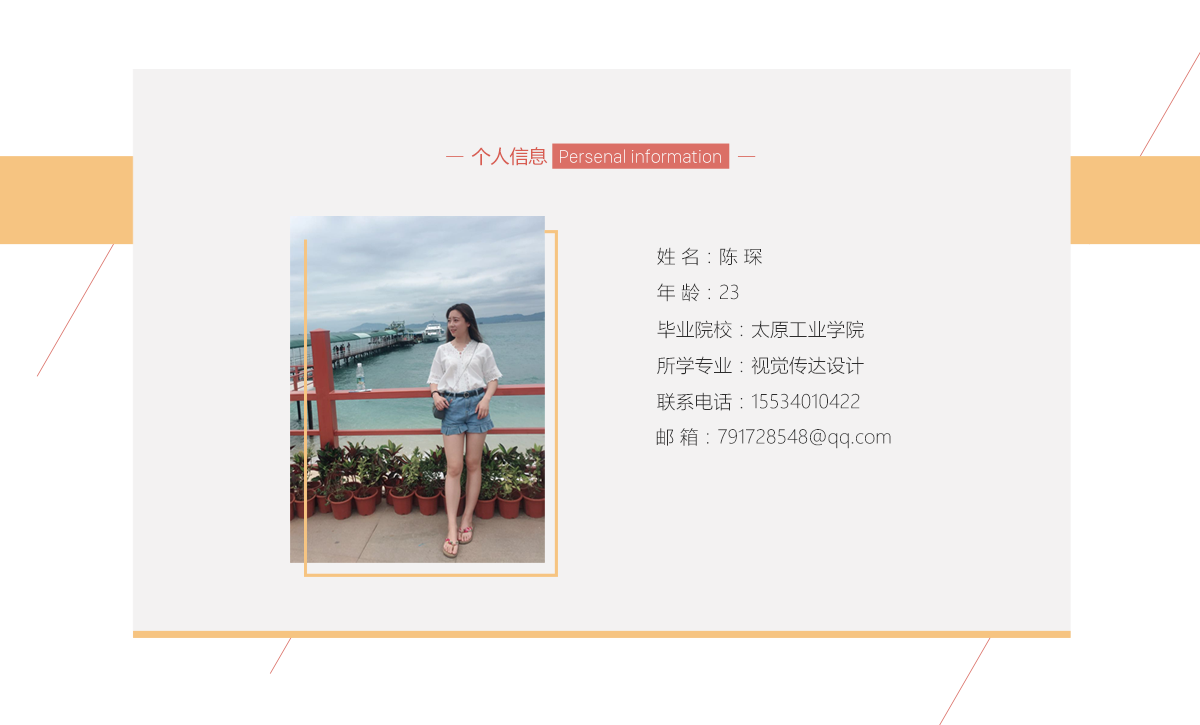 — 个人信息 Persenal information —
姓 名：陈 琛
年 龄：23
毕业院校：太原工业学院
所学专业：视觉传达设计
联系电话：15534010422
邮 箱：791728548@qq.com